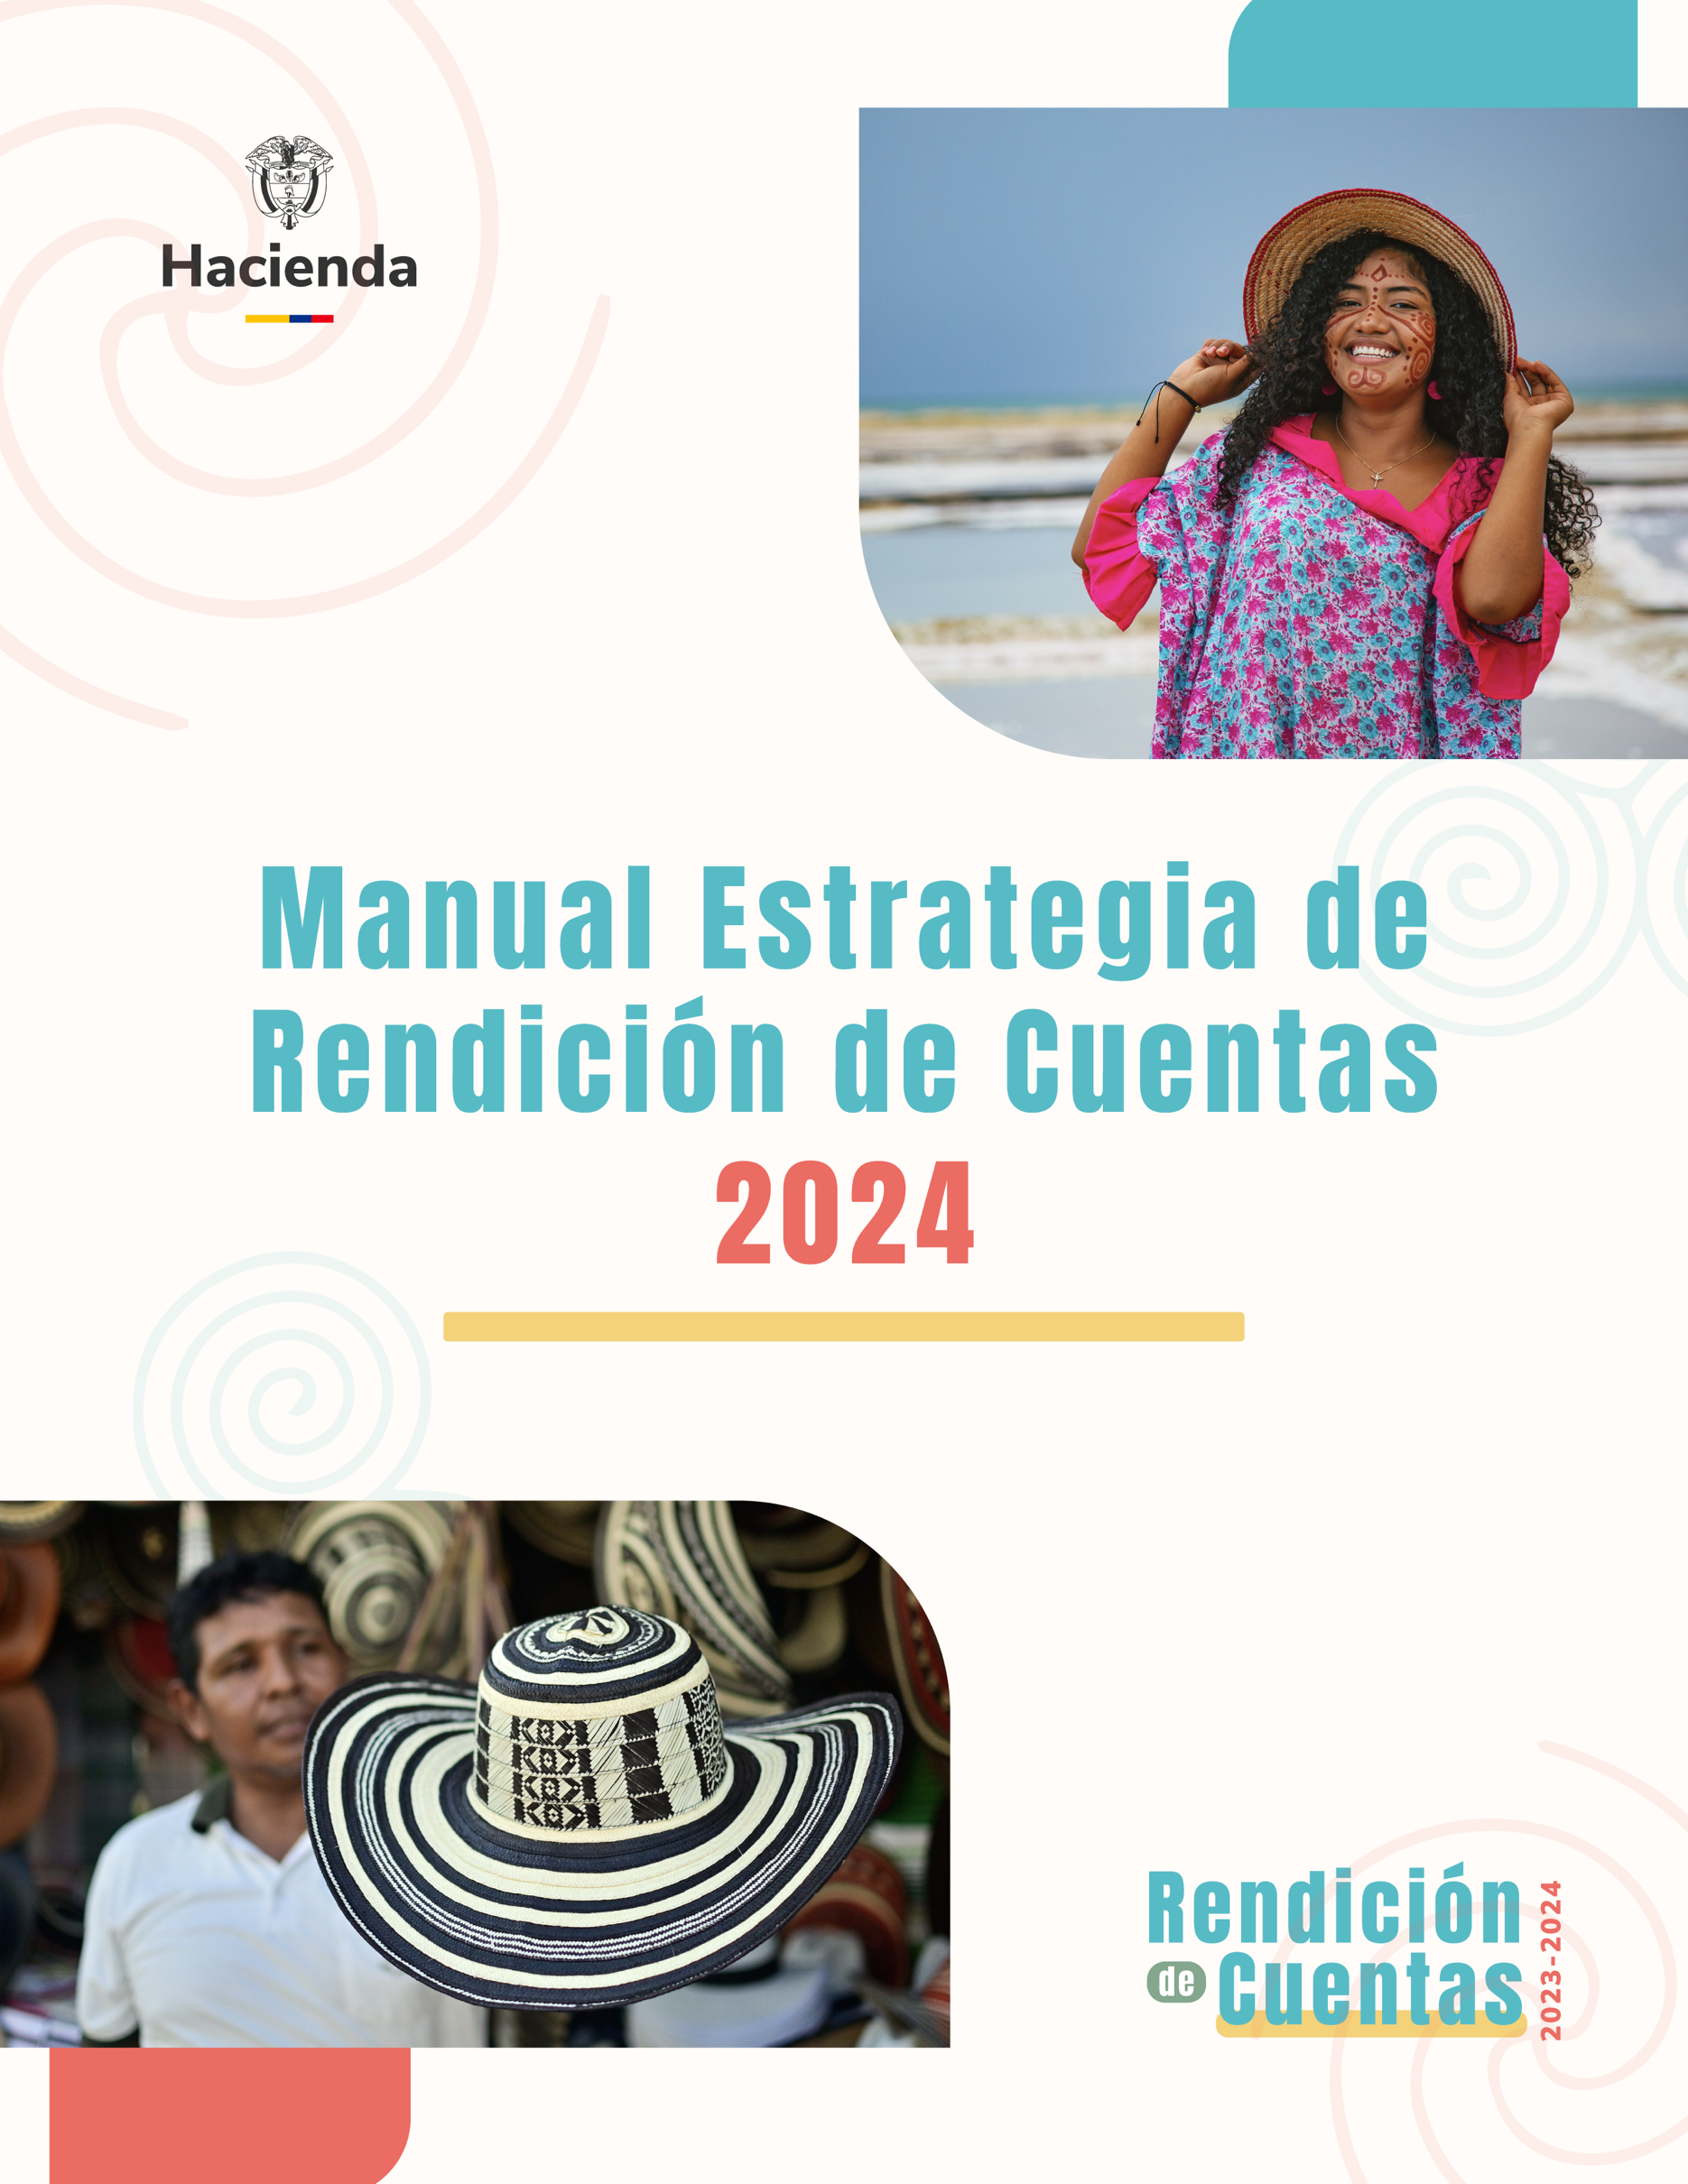 Hacienda
Manual Estrategia de
Rendición de Cuentas
2024
Rendición
de Cuentas
2023-2024